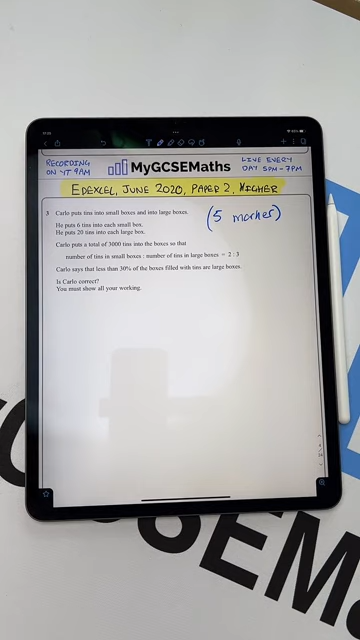 RECORDING
ON YT 9AM
MyGCSEMaths
LIVE EVERY
DAY 5PM-7PM
EDEXCEL, JUNE 2020, PAPER 2, HIGHER
3 Carlo puts tins into small boxes and into large boxes.
(5 marker)
He puts 6 tins into each small box.
He puts 20 tins into each large box.
Carlo puts a total of 3000 tins into the boxes so that
number of tins in small boxes : number of tins in large boxes = 2 : 3
Carlo says that less than 30% of the boxes filled with tins are large boxes.
Is Carlo correct?
You must show all your working.
CSEMa